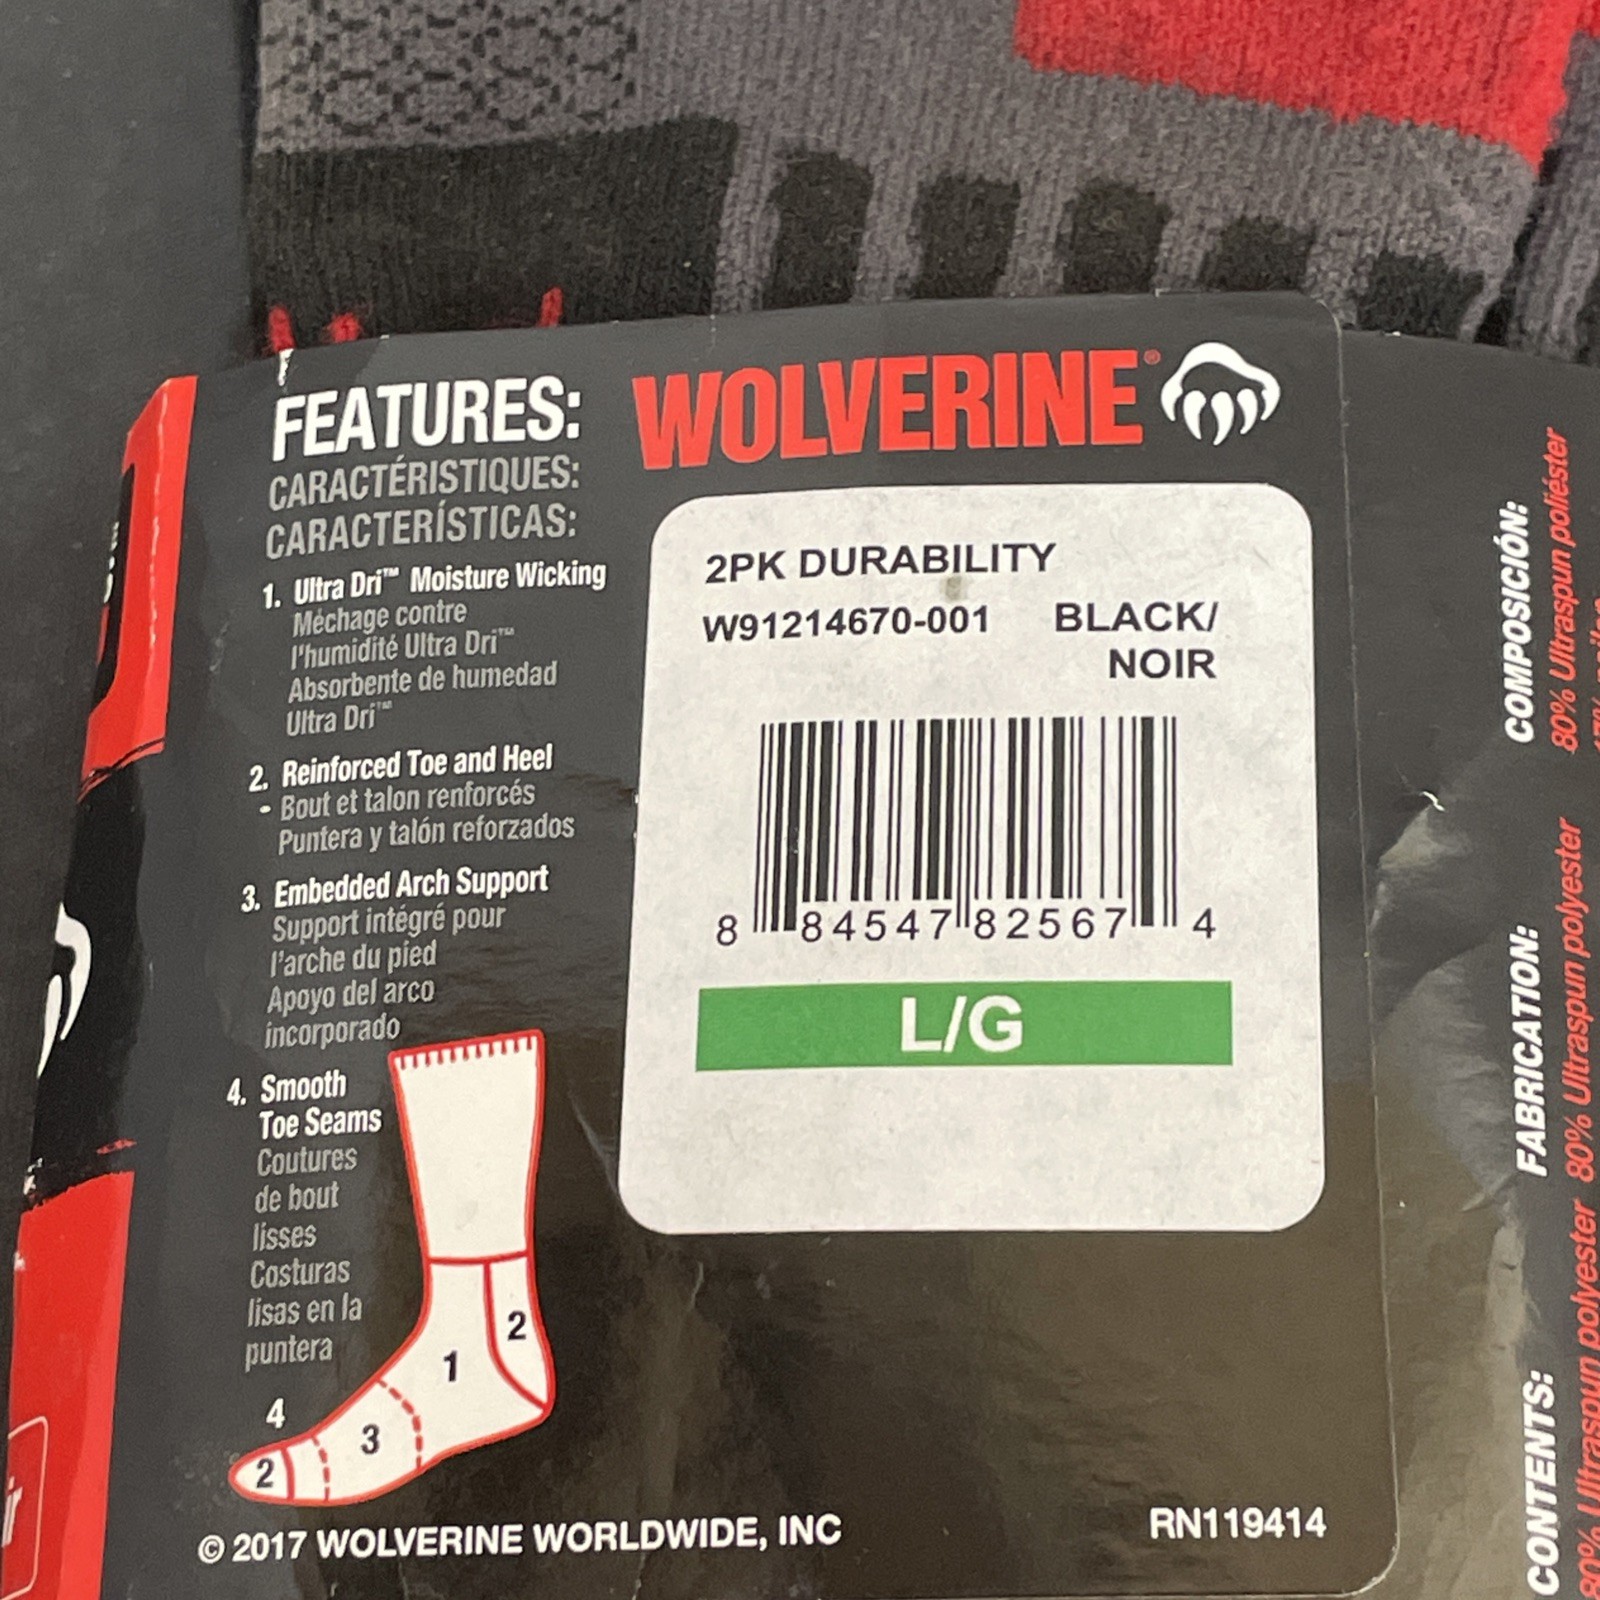 FEATURES:
CARACTÉRISTIQUES:
CARACTERÍSTICAS:
1. Ultra Dri™ Moisture Wicking
Méchage contre
l'humidité Ultra Dri™
Absorbente de humedad
Ultra Dri™
2. Reinforced Toe and Heel
- Bout et talon renforcés
Puntera y talón reforzados
3. Embedded Arch Support
Support intégré pour
l'arche du pied
Apoyo del arco
incorporado
4. Smooth
Toe Seams
Coutures
de bout
lisses
Costuras
lisas en la
puntera
2
1
4
3
2
© 2017 WOLVERINE WORLDWIDE, INC
WOLVERINE®
2PK DURABILITY
W91214670-001 BLACK/
NOIR
8 84547 82567 4
L/G
RN119414
COMPOSICIÓN:
80% Ultraspun poliéster
FABRICATION:
80% Ultraspun polyester
CONTENTS:
80% Ultraspun polyester